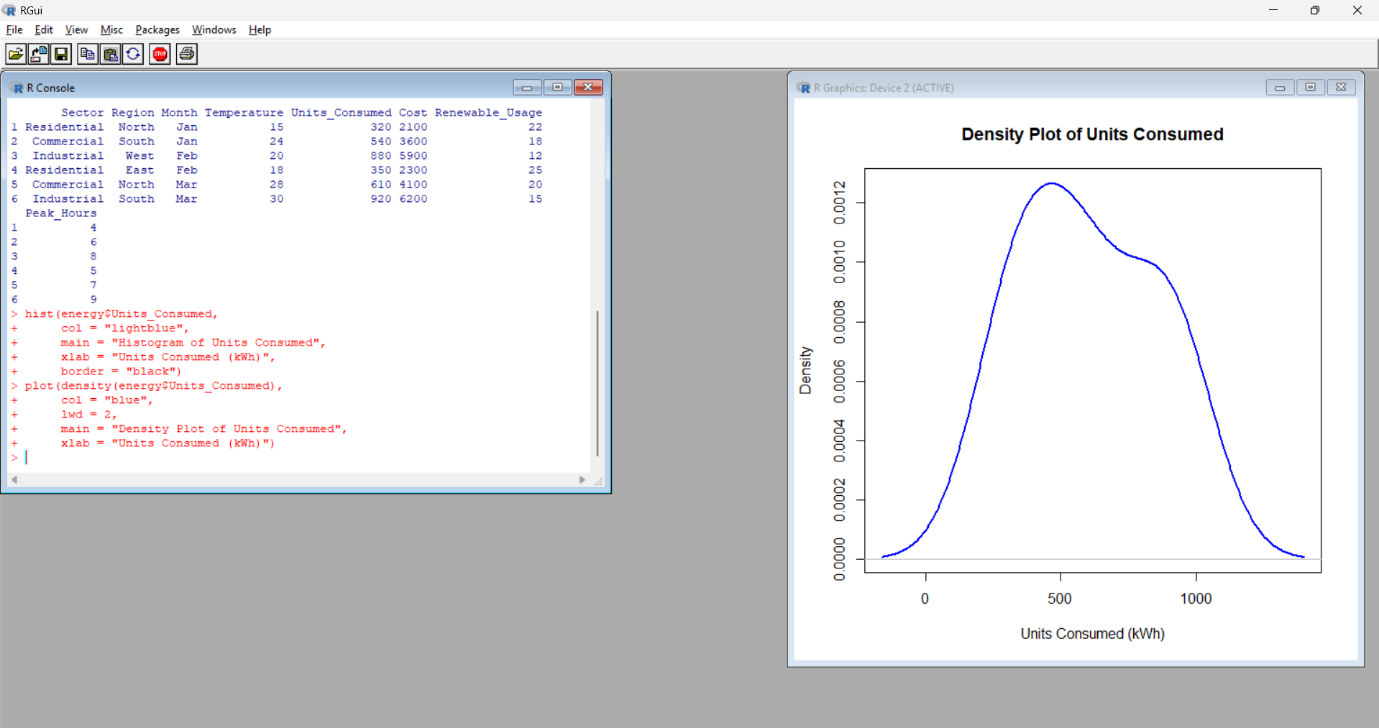 RGui
File Edit View Misc Packages Windows Help
STOP
R Console
Sector Region Month Temperature Units_Consumed Cost Renewable_Usage
1 Residential North Jan 15 320 2100 22
2 Commercial South Jan 24 540 3600 18
3 Industrial West Feb 20 880 5900 12
4 Residential East Feb 18 350 2300 25
5 Commercial North Mar 28 610 4100 20
6 Industrial South Mar 30 920 6200 15
Peak_Hours
1 4
2 6
3 8
4 5
5 7
6 9
> hist(energy$Units_Consumed,
+ col = "lightblue",
+ main = "Histogram of Units Consumed",
+ xlab = "Units Consumed (kWh)",
+ border = "black")
> plot(density(energy$Units_Consumed),
+ col = "blue",
+ lwd = 2,
+ main = "Density Plot of Units Consumed",
+ xlab = "Units Consumed (kWh)")
>
R Graphics: Device 2 (ACTIVE)
Density Plot of Units Consumed
Density
0.0012
0.0010
0.0008
0.0006
0.0004
0.0002
0.0000
0 500 1000
Units Consumed (kWh)